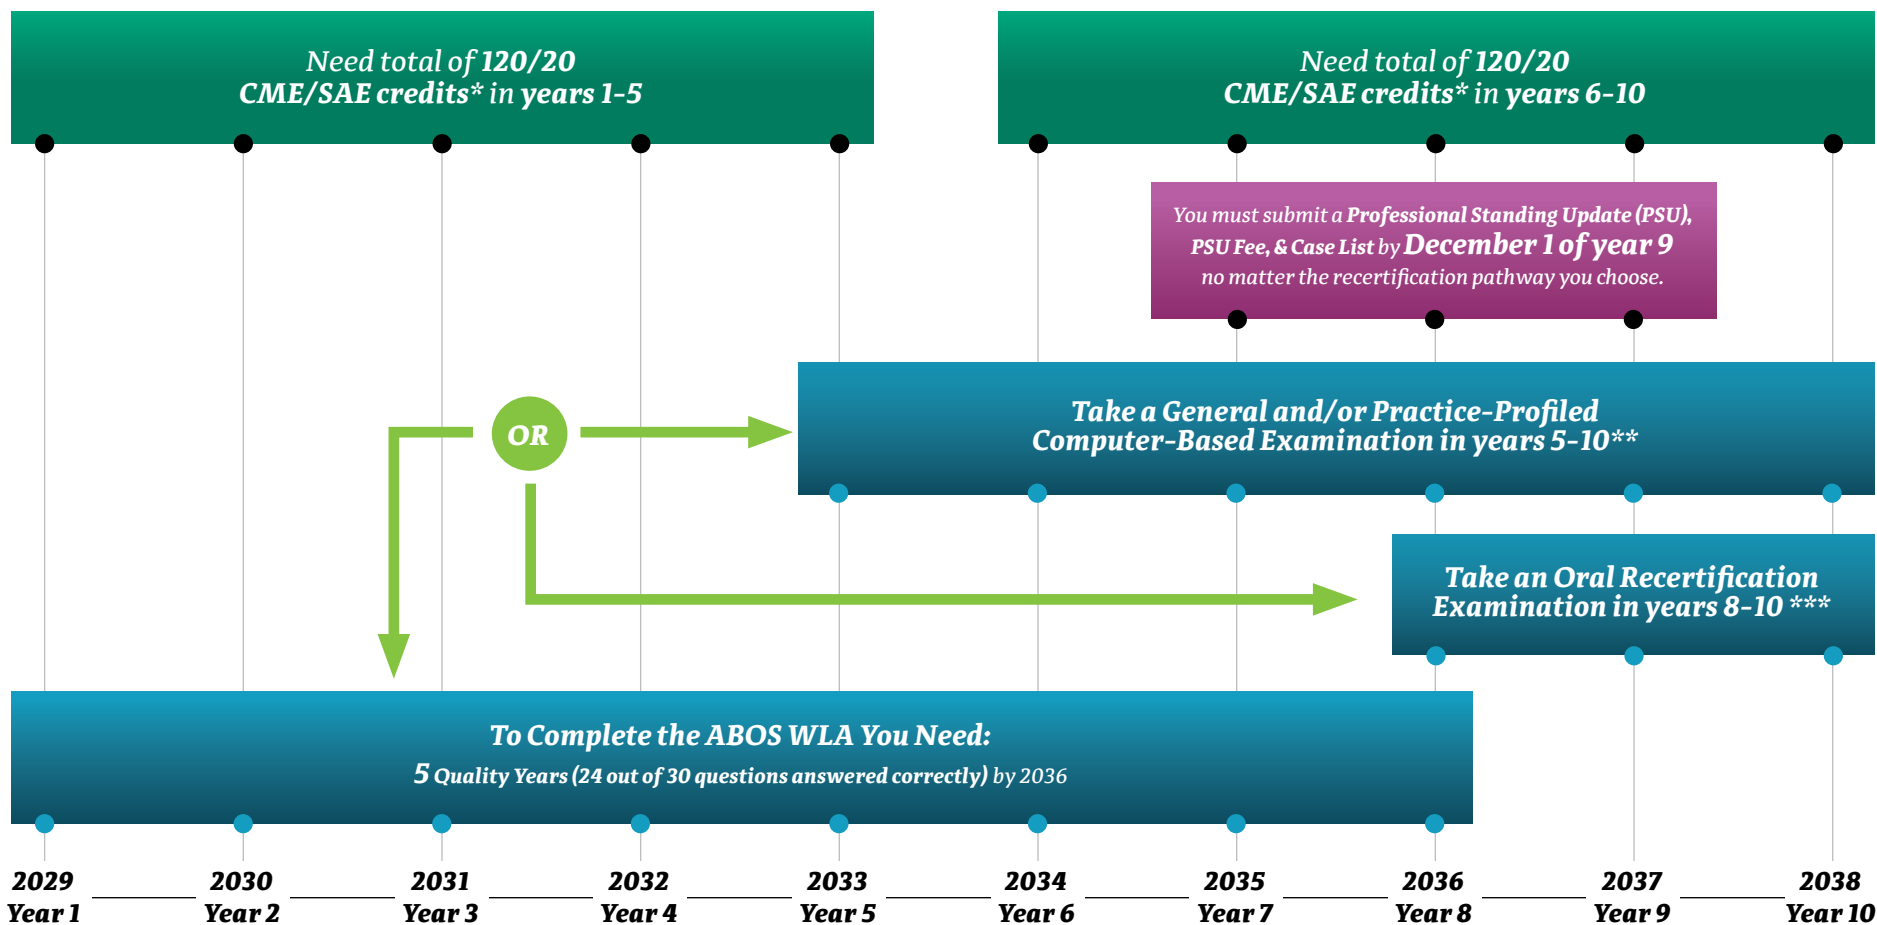 Need total of 120/20
CME/SAE credits* in years 1-5
Need total of 120/20
CME/SAE credits* in years 6-10
You must submit a Professional Standing Update (PSU),
PSU Fee, & Case List by December 1 of year 9
no matter the recertification pathway you choose.
OR
Take a General and/or Practice-Profiled
Computer-Based Examination in years 5-10**
Take an Oral Recertification
Examination in years 8-10 ***
To Complete the ABOS WLA You Need:
5 Quality Years (24 out of 30 questions answered correctly) by 2036
2029
Year 1
2030
Year 2
2031
Year 3
2032
Year 4
2033
Year 5
2034
Year 6
2035
Year 7
2036
Year 8
2037
Year 9
2038
Year 10